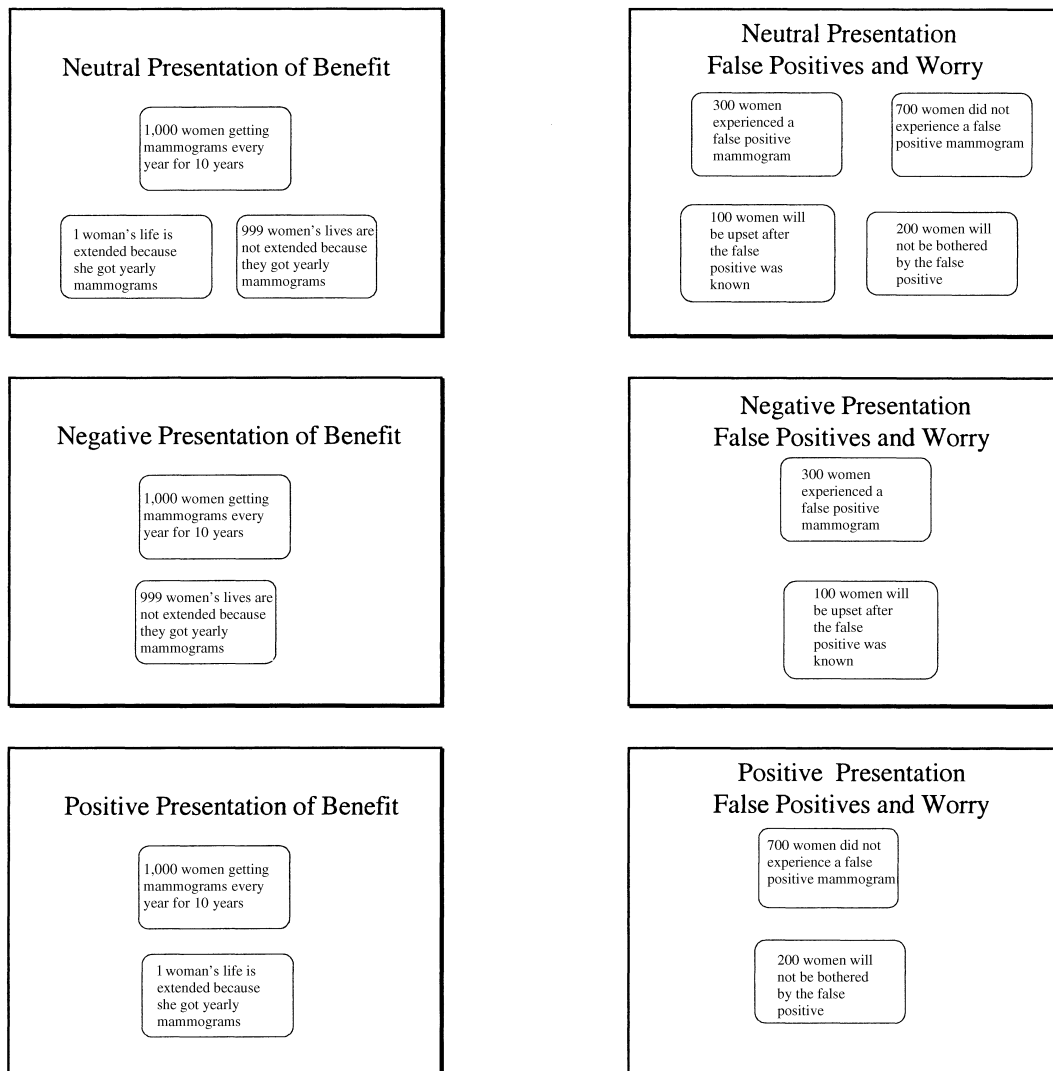 Neutral Presentation of Benefit
1,000 women getting
mammograms every
year for 10 years
1 woman's life is
extended because
she got yearly
mammograms
999 women's lives are
not extended because
they got yearly
mammograms
Neutral Presentation
False Positives and Worry
300 women
experienced a
false positive
mammogram
700 women did not
experience a false
positive mammogram
100 women will
be upset after
the false
positive was
known
200 women will
not be bothered
by the false
positive
Negative Presentation of Benefit
1,000 women getting
mammograms every
year for 10 years
999 women's lives are
not extended because
they got yearly
mammograms
Negative Presentation
False Positives and Worry
300 women
experienced a
false positive
mammogram
100 women will
be upset after
the false
positive was
known
Positive Presentation of Benefit
1,000 women getting
mammograms every
year for 10 years
1 woman's life is
extended because
she got yearly
mammograms
Positive Presentation
False Positives and Worry
700 women did not
experience a false
positive mammogram
200 women will
not be bothered
by the false
positive